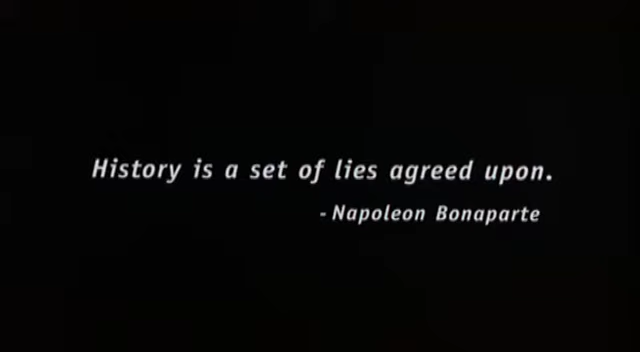 History is a set of lies agreed upon.
- Napoleon Bonaparte